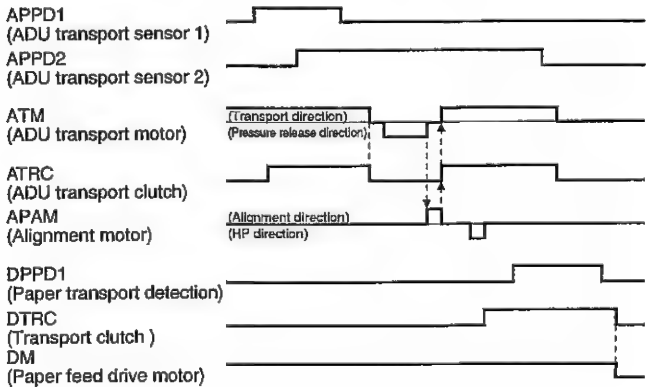 APPD1
(ADU transport sensor 1)
APPD2
(ADU transport sensor 2)
ATM
(ADU transport motor)
(Transport direction)
(Pressure release direction)
ATRC
(ADU transport clutch)
APAM
(Alignment motor)
(Alignment direction)
(HP direction)
DPPD1
(Paper transport detection)
DTRC
(Transport clutch )
DM
(Paper feed drive motor)